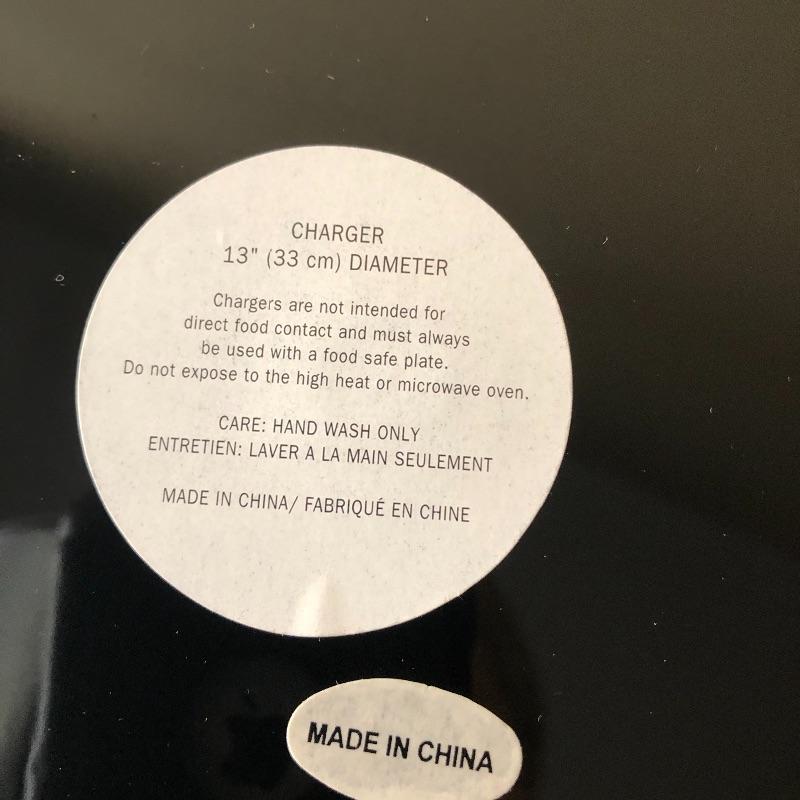 CHARGER
13" (33 cm) DIAMETER
Chargers are not intended for
direct food contact and must always
be used with a food safe plate.
Do not expose to the high heat or microwave oven.
CARE: HAND WASH ONLY
ENTRETIEN: LAVER A LA MAIN SEULEMENT
MADE IN CHINA/ FABRIQUÉ EN CHINE
MADE IN CHINA